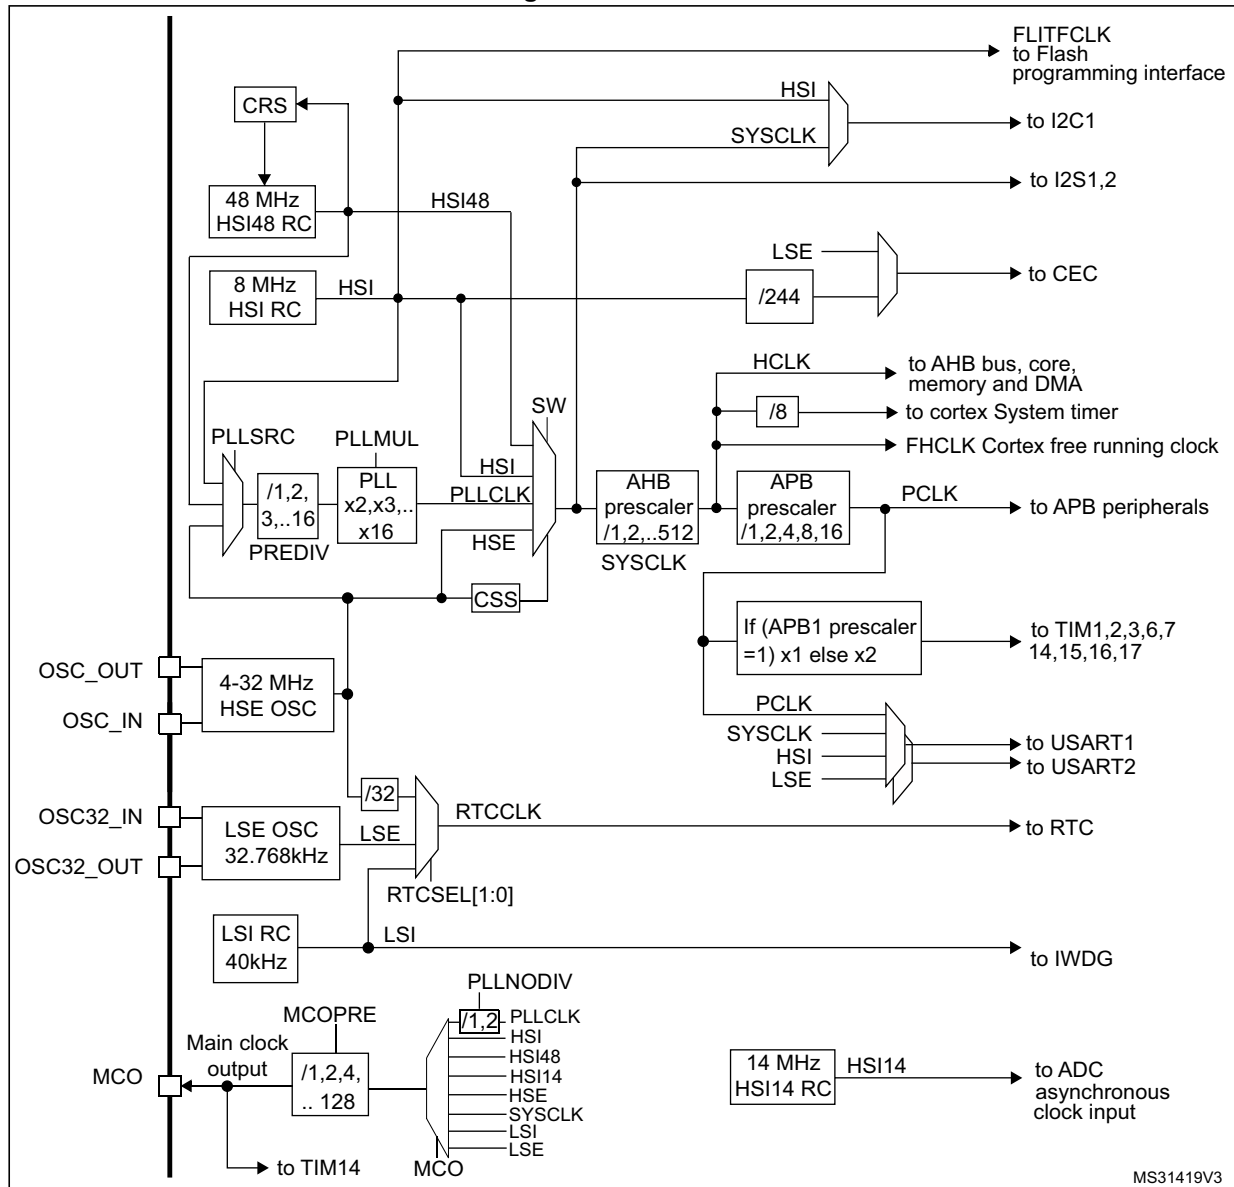 FLITFCLK
to Flash
programming interface
HSI
CRS
to I2C1
SYSCLK
48 MHz
HSI48 RC
HSI48
to I2S1,2
LSE
8 MHz
HSI RC
HSI
/244
to CEC
HCLK
to AHB bus, core,
memory and DMA
SW
/8
to cortex System timer
PLLSRC
PLLMUL
FHCLK Cortex free running clock
/1,2,
3,..16
PREDIV
PLL
x2,x3,..
x16
HSI
PLLCLK
HSE
AHB
prescaler
/1,2,..512
SYSCLK
APB
prescaler
/1,2,4,8,16
PCLK
to APB peripherals
CSS
If (APB1 prescaler
=1) x1 else x2
to TIM1,2,3,6,7
14,15,16,17
OSC_OUT
OSC_IN
4-32 MHz
HSE OSC
PCLK
SYSCLK
HSI
LSE
to USART1
to USART2
/32
OSC32_IN
OSC32_OUT
LSE OSC
32.768kHz
LSE
RTCCLK
to RTC
RTCSEL[1:0]
LSI RC
40kHz
LSI
to IWDG
PLLNODIV
MCOPRE
/1,2
PLLCLK
HSI
HSI48
HSI14
HSE
SYSCLK
LSI
LSE
Main clock
output
MCO
/1,2,4,
.. 128
14 MHz
HSI14 RC
HSI14
to ADC
asynchronous
clock input
to TIM14
MCO
MS31419V3